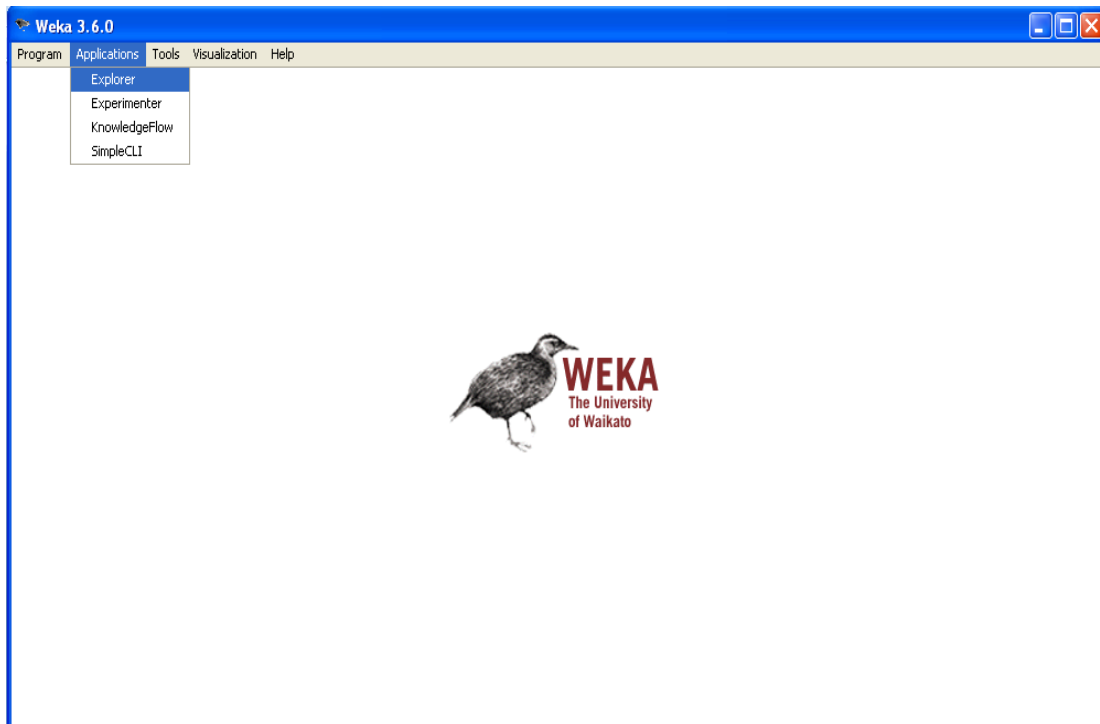 Weka 3.6.0
Program Applications Tools Visualization Help
Explorer
Experimenter
KnowledgeFlow
SimpleCLI
WEKA
The University
of Waikato